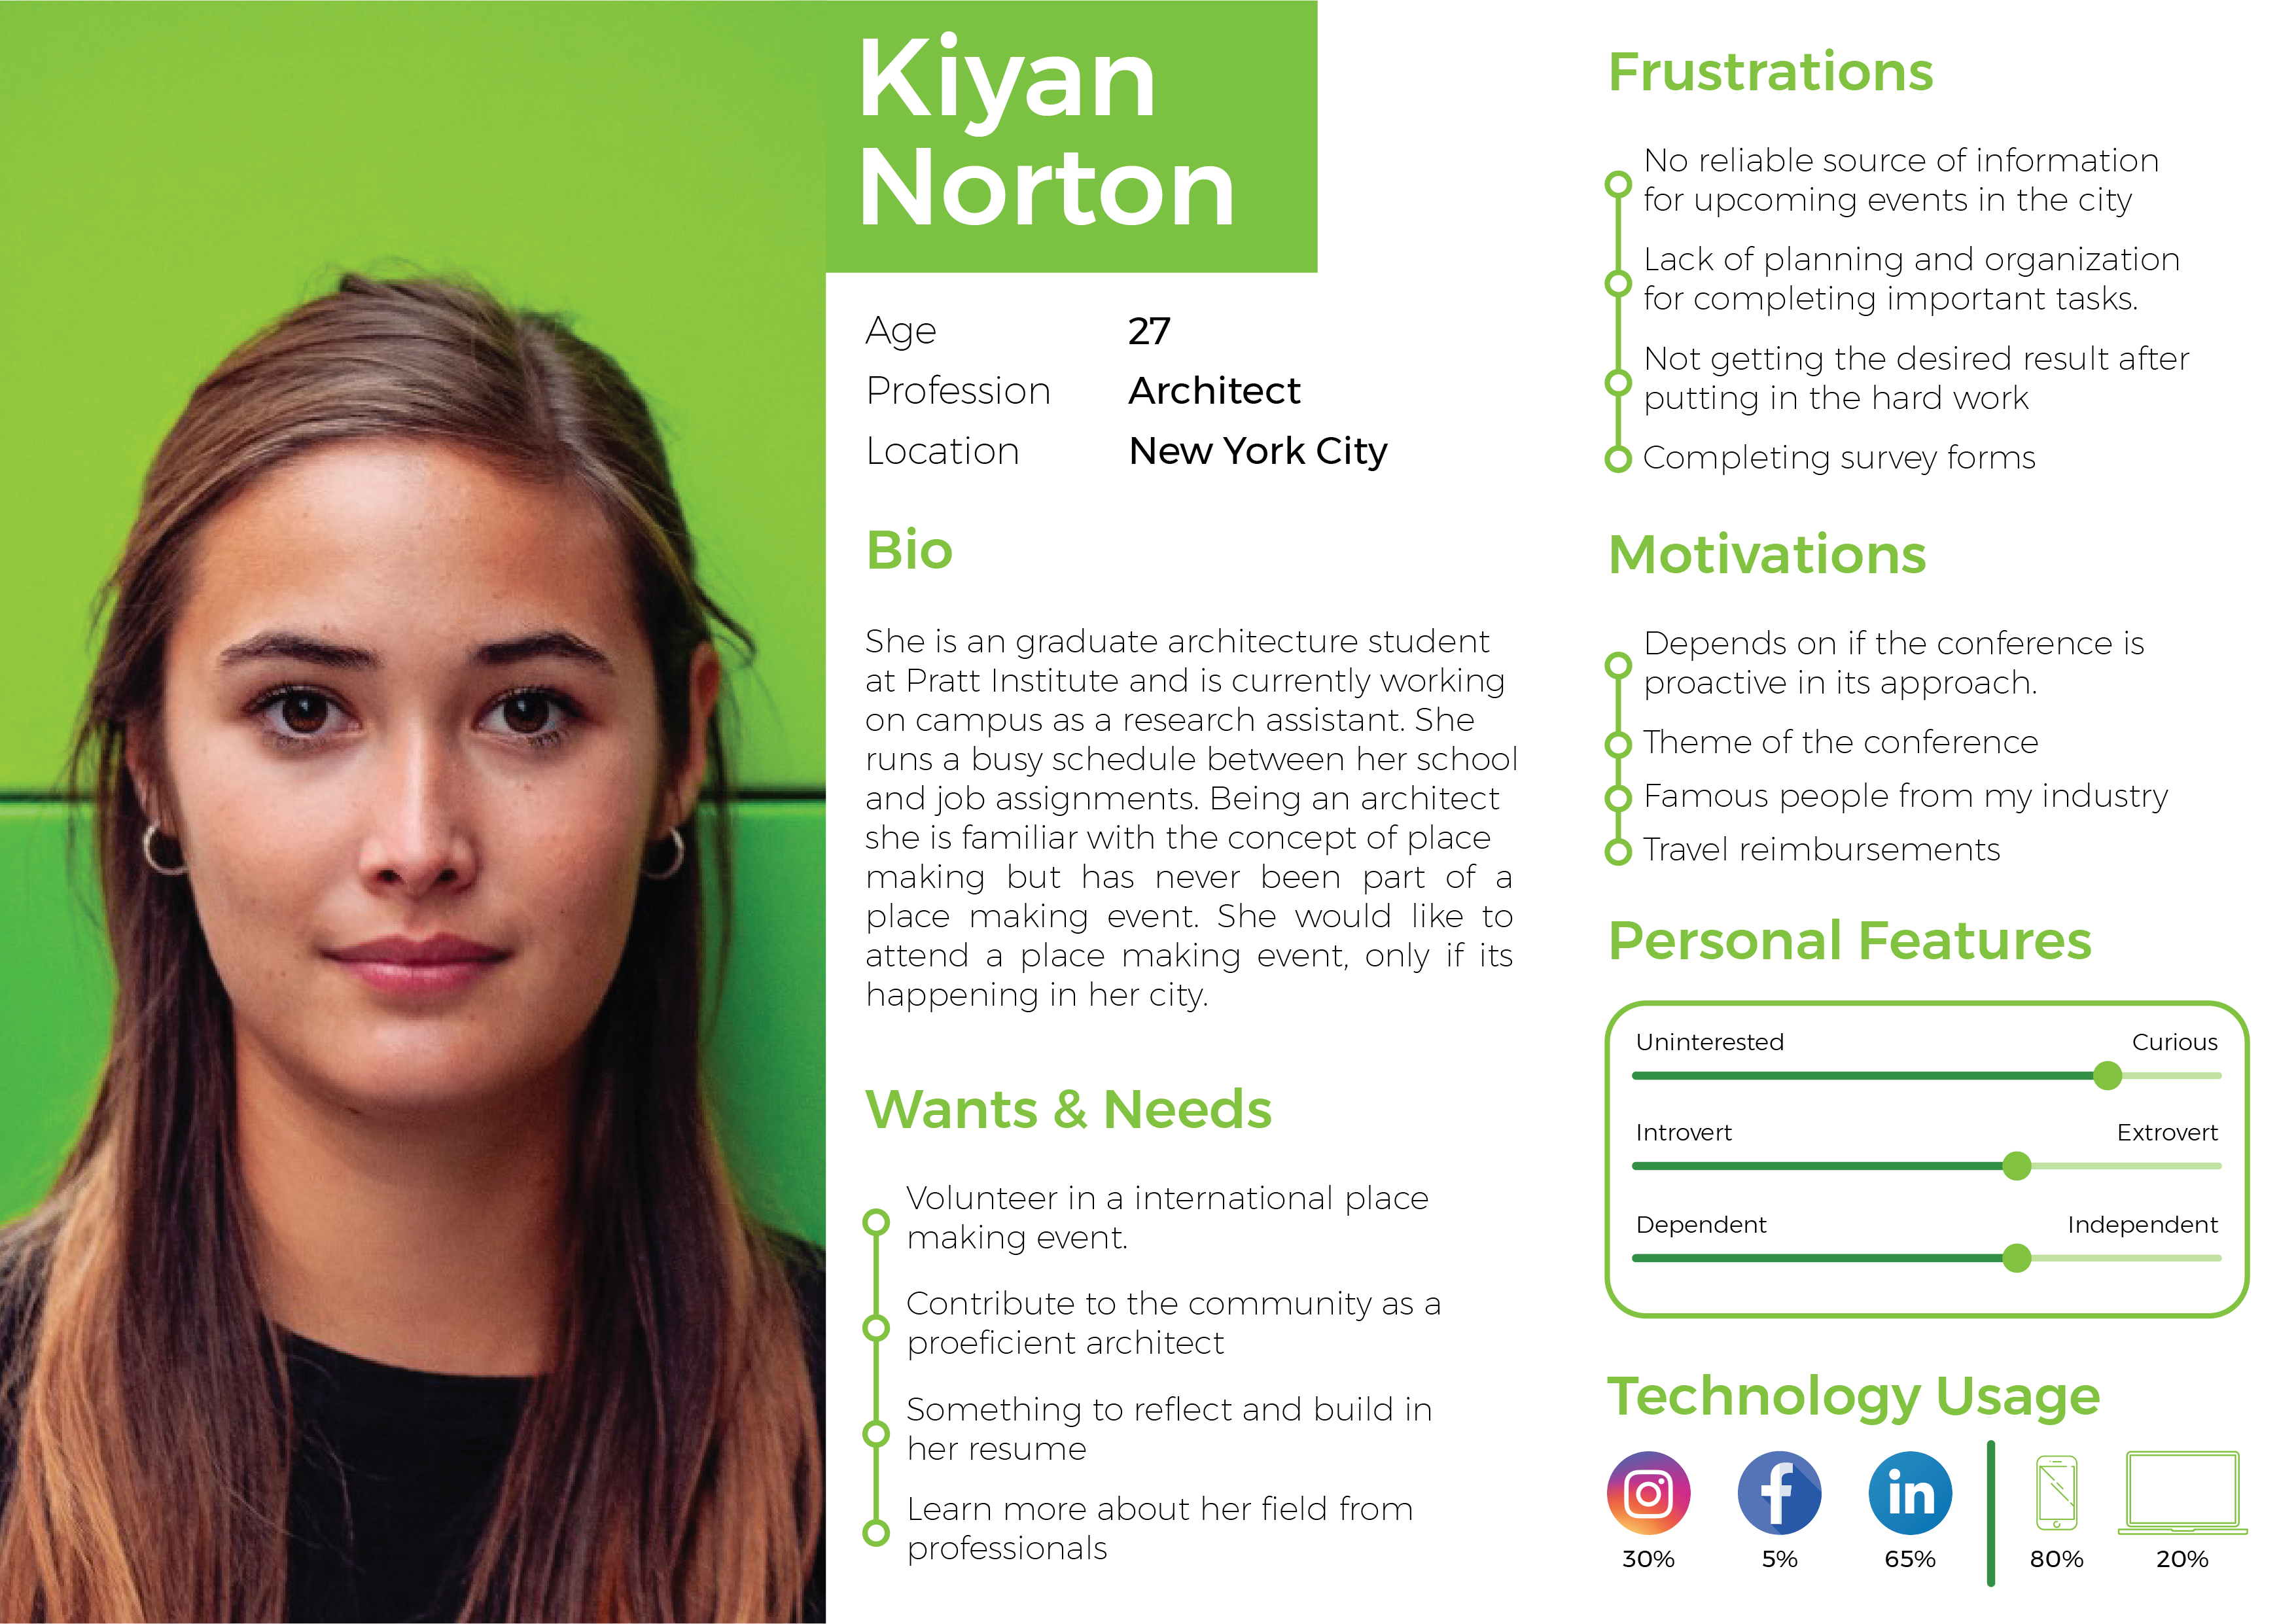 Kiyan
Norton
Age 27
Profession Architect
Location New York City
Bio
She is an graduate architecture student
at Pratt Institute and is currently working
on campus as a research assistant. She
runs a busy schedule between her school
and job assignments. Being an architect
she is familiar with the concept of place
making but has never been part of a
place making event. She would like to
attend a place making event, only if its
happening in her city.
Wants & Needs
Volunteer in a international place
making event.
Contribute to the community as a
proeficient architect
Something to reflect and build in
her resume
Learn more about her field from
professionals
Frustrations
No reliable source of information
for upcoming events in the city
Lack of planning and organization
for completing important tasks.
Not getting the desired result after
putting in the hard work
Completing survey forms
Motivations
Depends on if the conference is
proactive in its approach.
Theme of the conference
Famous people from my industry
Travel reimbursements
Personal Features
Uninterested Curious
Introvert Extrovert
Dependent Independent
Technology Usage
f in
30% 5% 65% 80% 20%